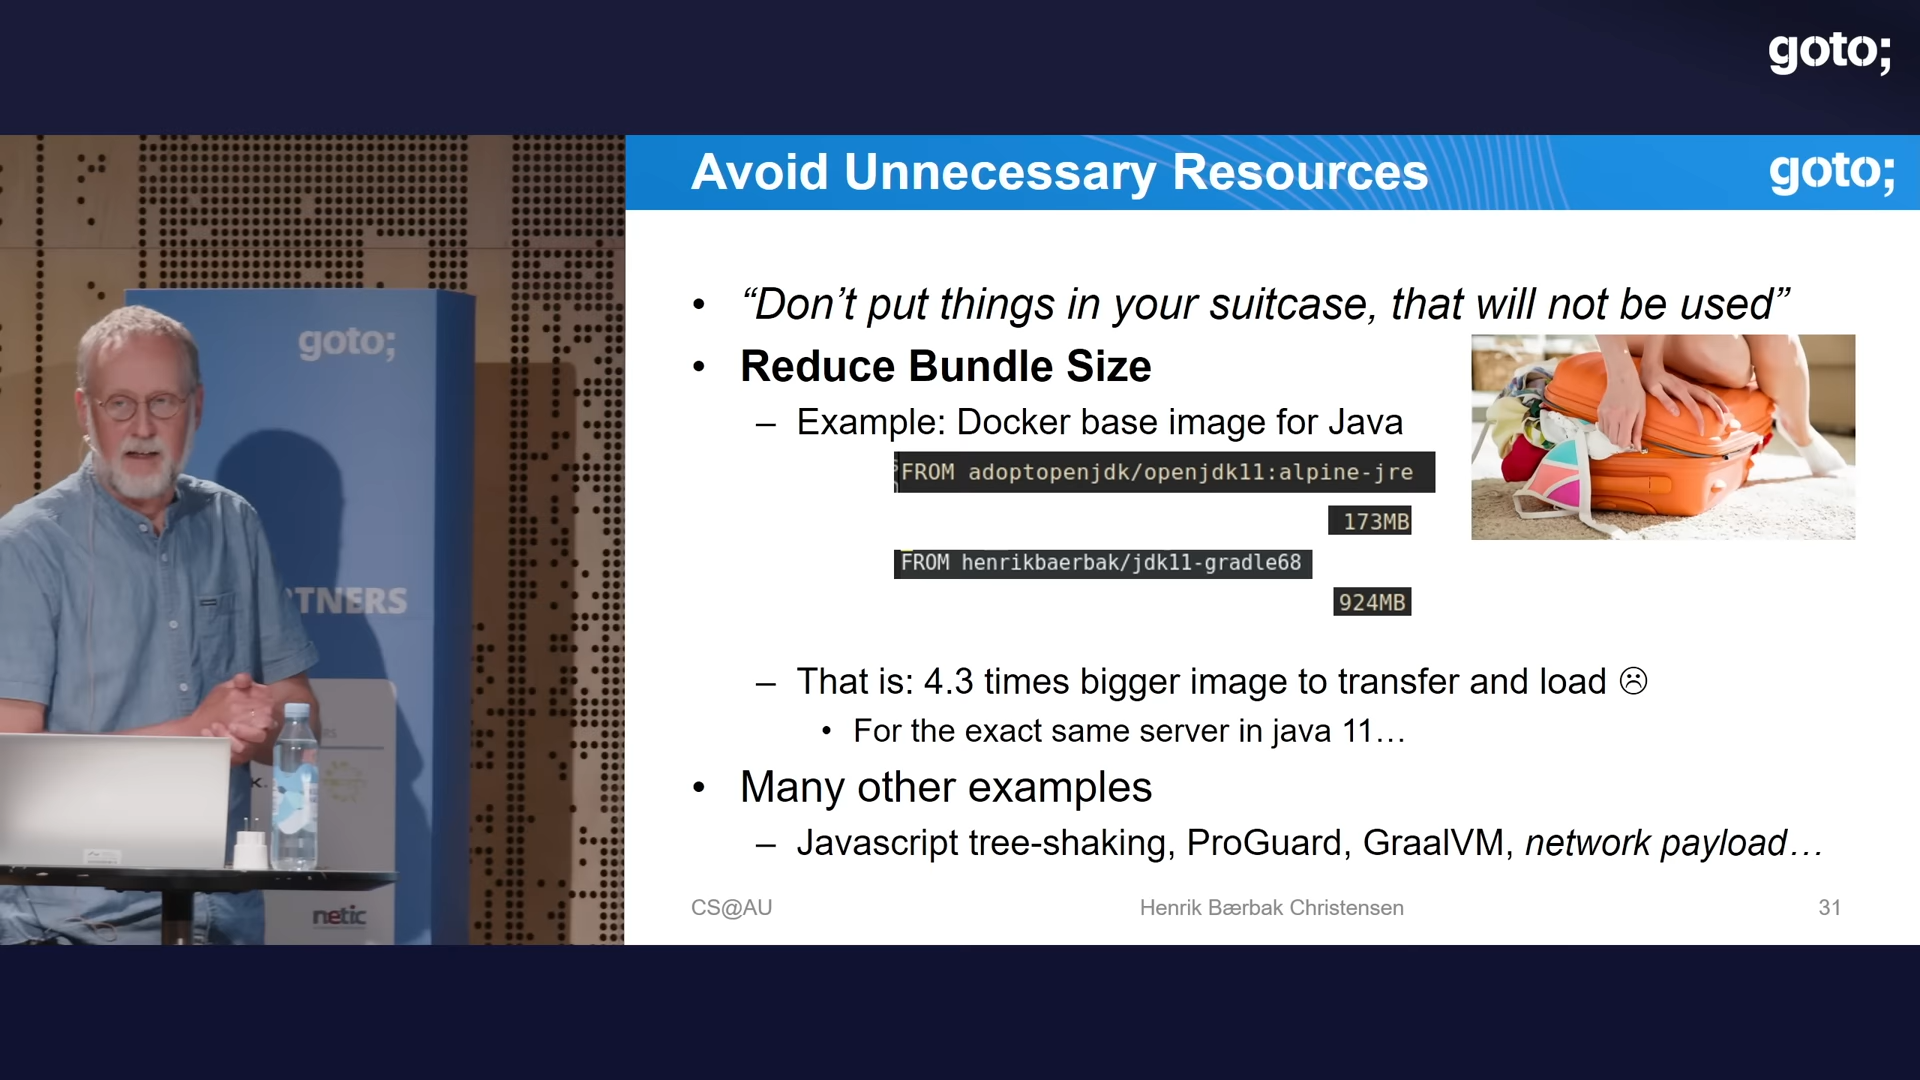 goto;
Avoid Unnecessary Resources
goto;
• “Don’t put things in your suitcase, that will not be used”
• Reduce Bundle Size
– Example: Docker base image for Java
FROM adoptopenjdk/openjdk11:alpine-jre
173MB
FROM henrikbaerbak/jdk11-gradle68
924MB
– That is: 4.3 times bigger image to transfer and load ☹
• For the exact same server in java 11…
• Many other examples
– Javascript tree-shaking, ProGuard, GraalVM, network payload…
CS@AU
Henrik Bærbak Christensen
31
goto;
TNERS
netic